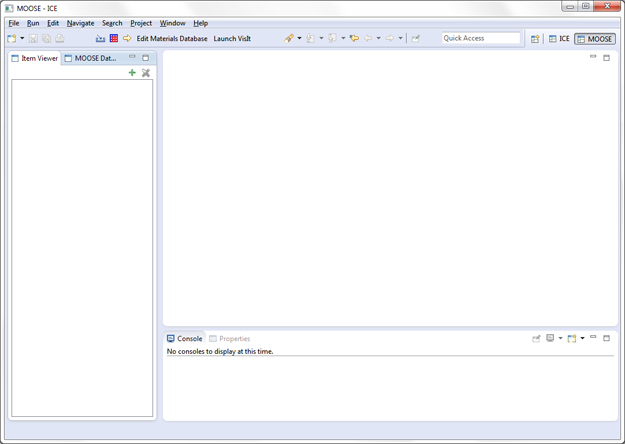 MOOSE - ICE
File Run Edit Navigate Search Project Window Help
Edit Materials Database Launch VisIt Quick Access ICE MOOSE
Item Viewer MOOSE Dat...
Console Properties
No consoles to display at this time.